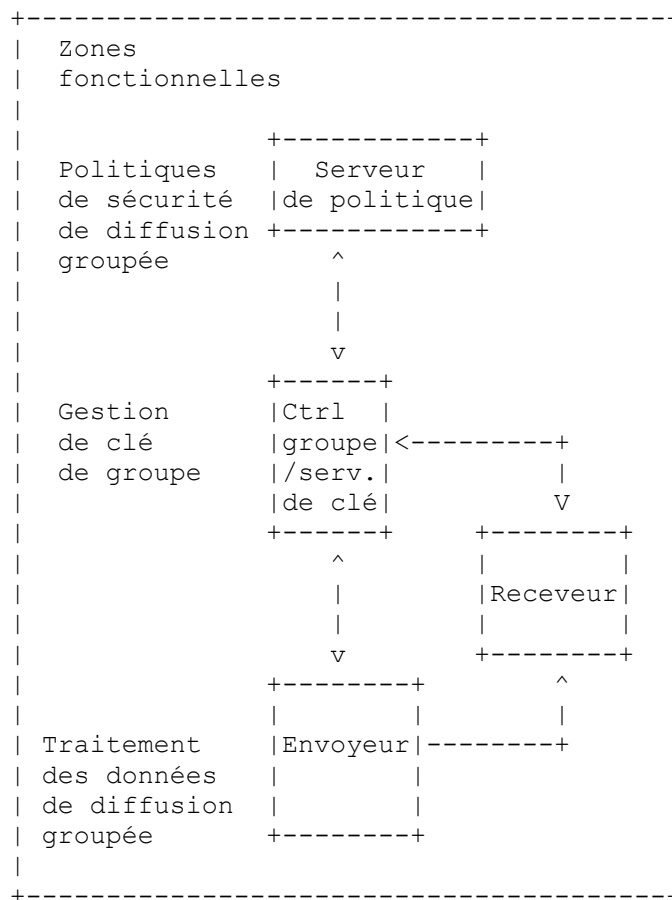 Zones
fonctionnelles
Politiques Serveur
de sécurité de politique
de diffusion
groupée
Gestion Ctrl
de clé groupe
de groupe /serv.
de clé
Receveur
Traitement Envoyeur
des données
de diffusion
groupée